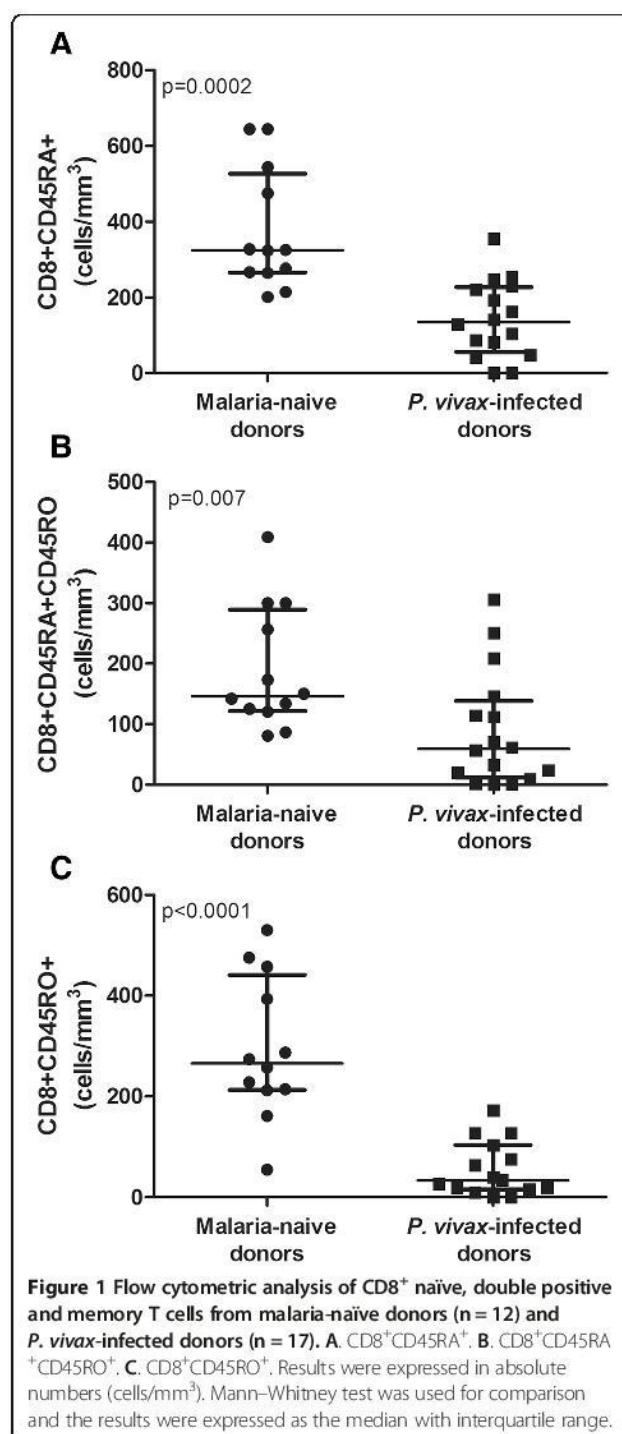 A
p=0.0002
CD8+CD45RA+
(cells/mm³)
800
600
400
200
0
Malaria-naive
donors
P. vivax-infected
donors
B
p=0.007
CD8+CD45RA+CD45RO
(cells/mm³)
500
400
300
200
100
0
Malaria-naive
donors
P. vivax-infected
donors
C
p<0.0001
CD8+CD45RO+
(cells/mm³)
600
400
200
0
Malaria-naive
donors
P. vivax-infected
donors
Figure 1 Flow cytometric analysis of CD8⁺ naïve, double positive
and memory T cells from malaria-naïve donors (n = 12) and
P. vivax-infected donors (n = 17). A. CD8⁺CD45RA⁺. B. CD8⁺CD45RA
⁺CD45RO⁺. C. CD8⁺CD45RO⁺. Results were expressed in absolute
numbers (cells/mm³). Mann–Whitney test was used for comparison
and the results were expressed as the median with interquartile range.